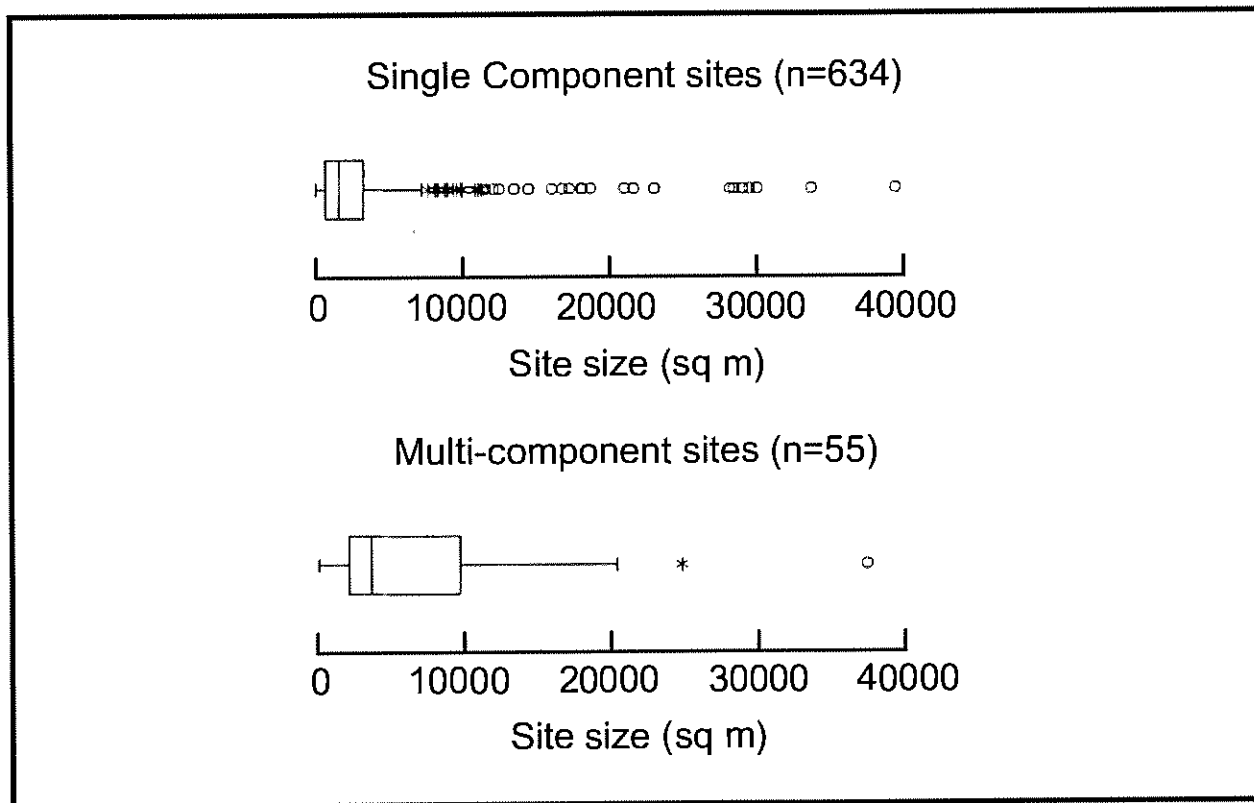 Single Component sites (n=634)
0 10000 20000 30000 40000
Site size (sq m)
Multi-component sites (n=55)
0 10000 20000 30000 40000
Site size (sq m)